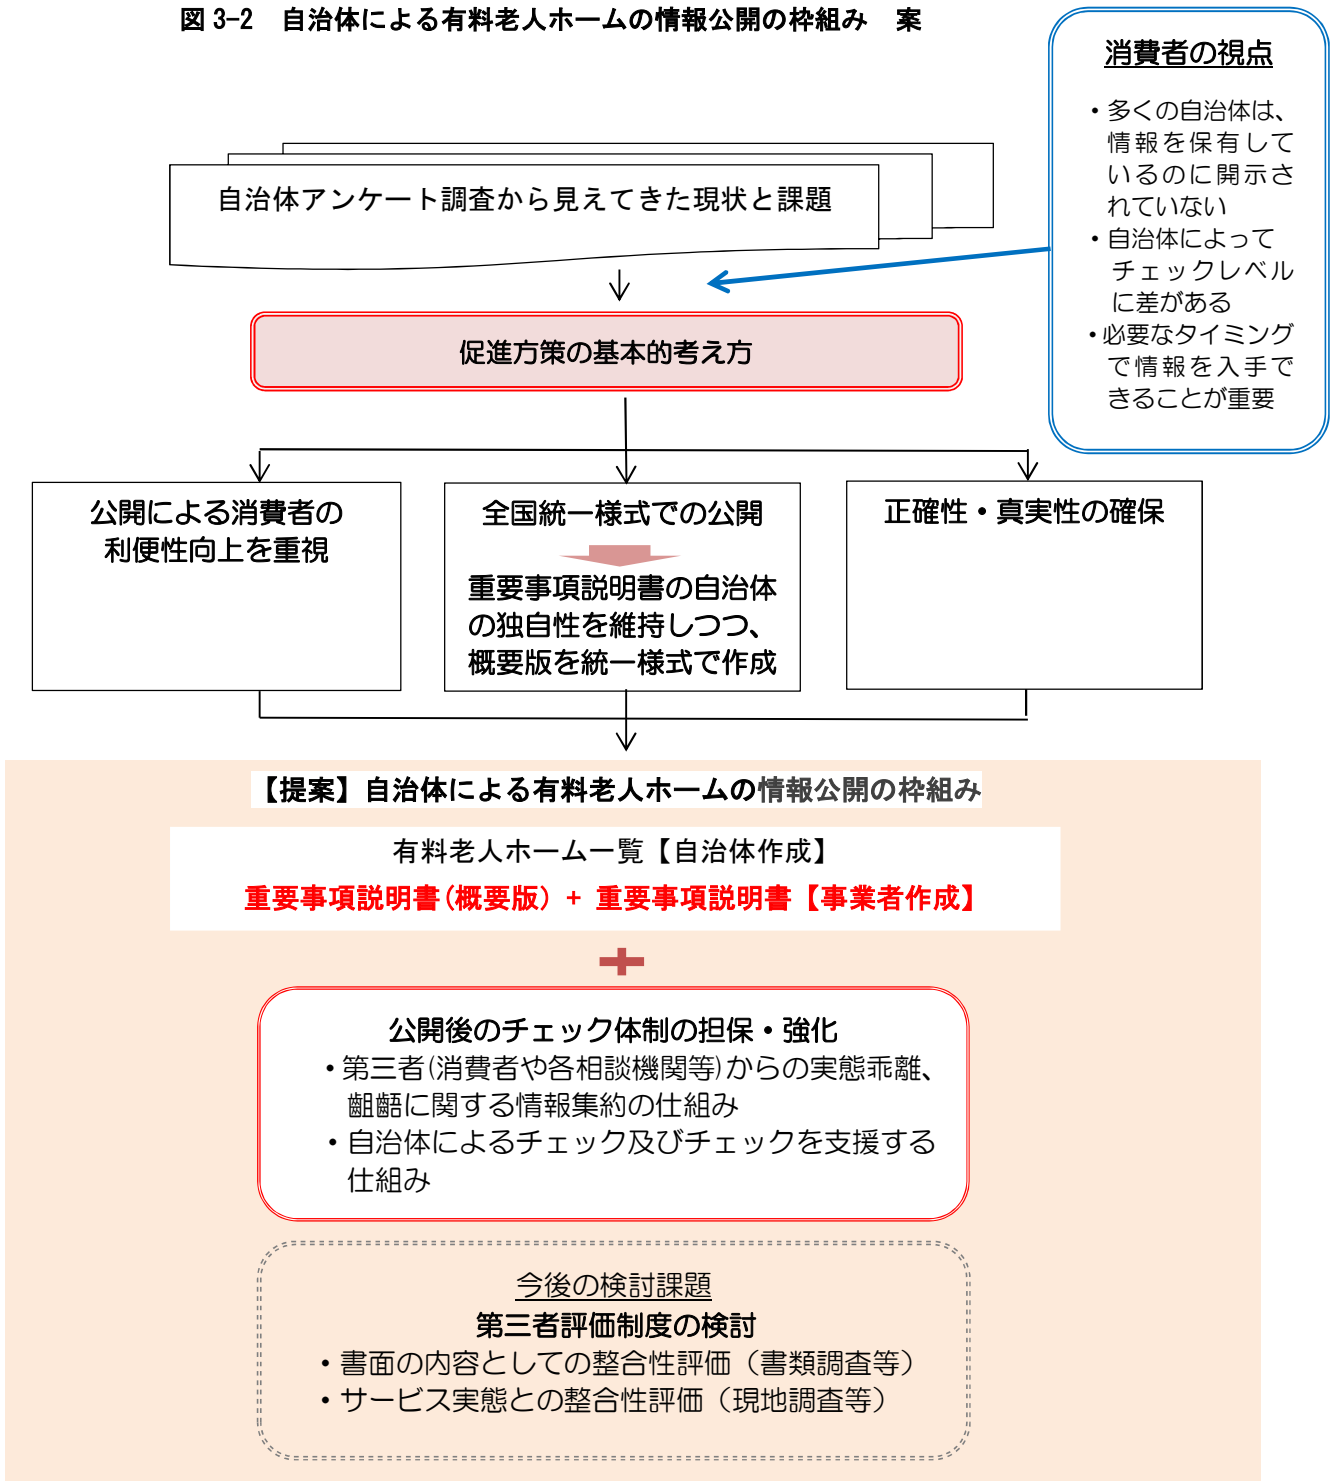 図 3-2　自治体による有料老人ホームの情報公開の枠組み　案
消費者の視点
・多くの自治体は、
情報を保有して
いるのに開示さ
れていない
・自治体によって
チェックレベル
に差がある
・必要なタイミング
で情報を入手で
きることが重要
自治体アンケート調査から見えてきた現状と課題
促進方策の基本的考え方
公開による消費者の
利便性向上を重視
全国統一様式での公開
重要事項説明書の自治体
の独自性を維持しつつ、
概要版を統一様式で作成
正確性・真実性の確保
【提案】自治体による有料老人ホームの情報公開の枠組み
有料老人ホーム一覧【自治体作成】
重要事項説明書(概要版) + 重要事項説明書【事業者作成】
公開後のチェック体制の担保・強化
・第三者(消費者や各相談機関等)からの実態乖離、
齟齬に関する情報集約の仕組み
・自治体によるチェック及びチェックを支援する
仕組み
今後の検討課題
第三者評価制度の検討
・書面の内容としての整合性評価（書類調査等）
・サービス実態との整合性評価（現地調査等）